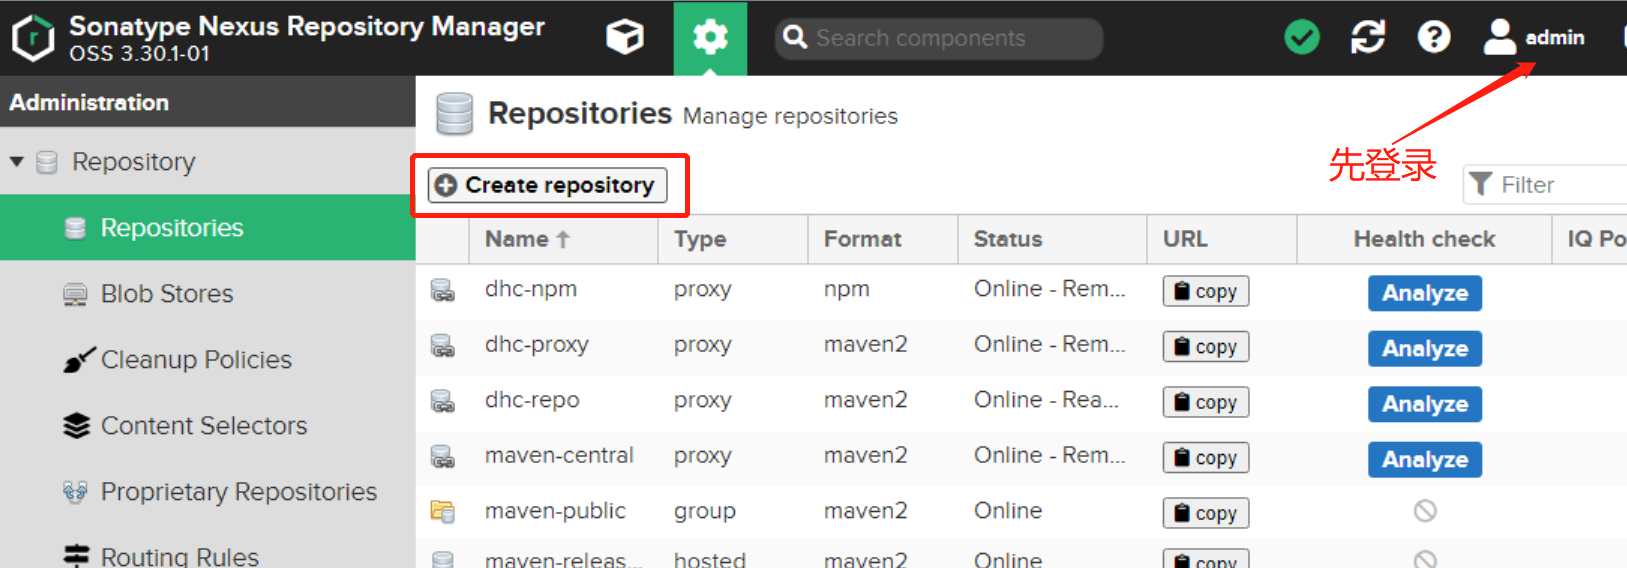 Sonatype Nexus Repository Manager
OSS 3.30.1-01
Search components
admin
先登录
Administration
Repository
Repositories
Blob Stores
Cleanup Policies
Content Selectors
Proprietary Repositories
Routing Rules
Repositories Manage repositories
Create repository
Filter
Name Type Format Status URL Health check IQ Po
dhc-npm proxy npm Online - Rem... copy Analyze
dhc-proxy proxy maven2 Online - Rem... copy Analyze
dhc-repo proxy maven2 Online - Rea... copy Analyze
maven-central proxy maven2 Online - Rem... copy Analyze
maven-public group maven2 Online copy
maven-releas... hosted maven2 Online copy